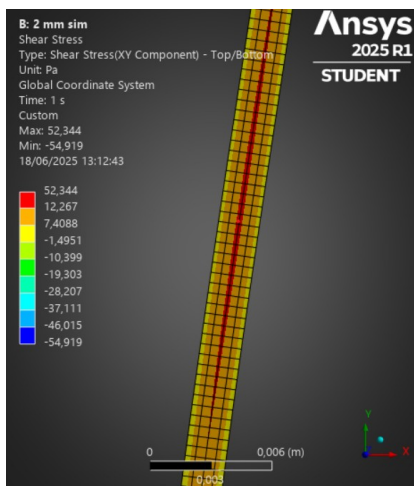 B: 2 mm sim
Shear Stress
Type: Shear Stress(XY Component) - Top/Bottom
Unit: Pa
Global Coordinate System
Time: 1 s
Custom
Max: 52,344
Min: -54,919
18/06/2025 13:12:43
Ansys
2025 R1
STUDENT
52,344
12,267
7,4088
-1,4951
-10,399
-19,303
-28,207
-37,111
-46,015
-54,919
0
0,006 (m)
0,003
Y
X